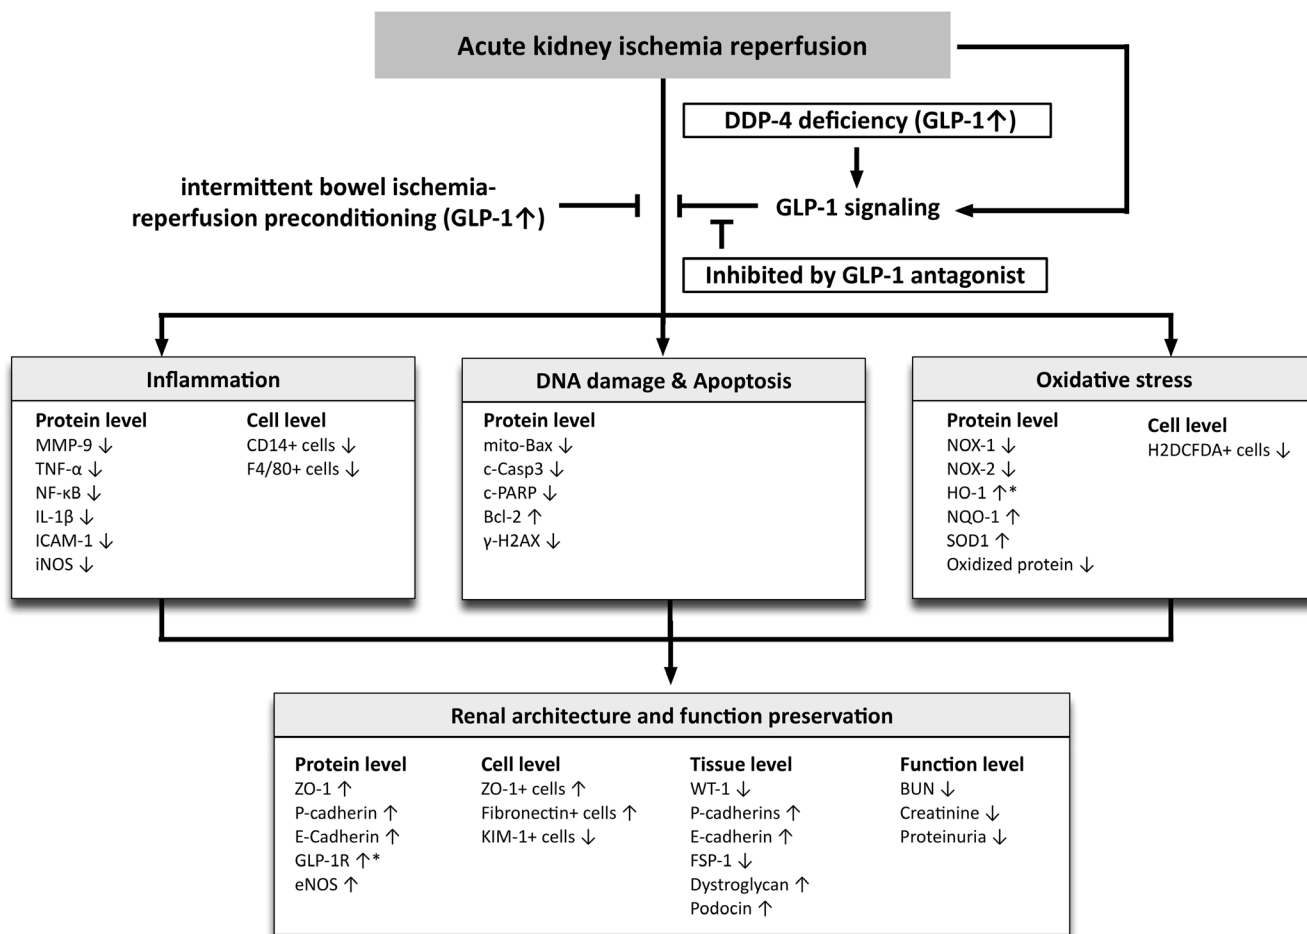 Acute kidney ischemia reperfusion
DDP-4 deficiency (GLP-1↑)
intermittent bowel ischemia-
reperfusion preconditioning (GLP-1↑)
GLP-1 signaling
Inhibited by GLP-1 antagonist
Inflammation
Protein level
MMP-9 ↓
TNF-α ↓
NF-κB ↓
IL-1β ↓
ICAM-1 ↓
iNOS ↓
Cell level
CD14+ cells ↓
F4/80+ cells ↓
DNA damage & Apoptosis
Protein level
mito-Bax ↓
c-Casp3 ↓
c-PARP ↓
Bcl-2 ↑
γ-H2AX ↓
Oxidative stress
Protein level
NOX-1 ↓
NOX-2 ↓
HO-1 ↑*
NQO-1 ↑
SOD1 ↑
Oxidized protein ↓
Cell level
H2DCFDA+ cells ↓
Renal architecture and function preservation
Protein level
ZO-1 ↑
P-cadherin ↑
E-Cadherin ↑
GLP-1R ↑*
eNOS ↑
Cell level
ZO-1+ cells ↑
Fibronectin+ cells ↑
KIM-1+ cells ↓
Tissue level
WT-1 ↓
P-cadherins ↑
E-cadherin ↑
FSP-1 ↓
Dystroglycan ↑
Podocin ↑
Function level
BUN ↓
Creatinine ↓
Proteinuria ↓